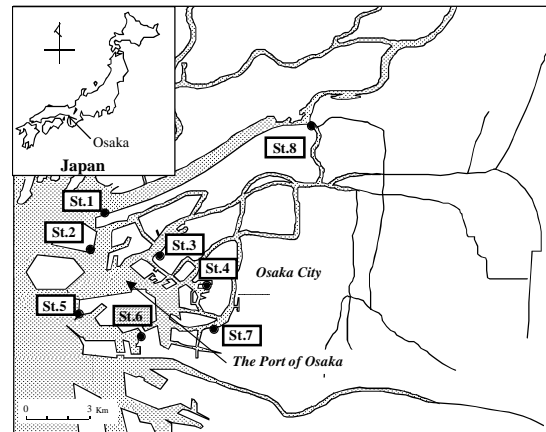 Osaka
Japan
St.8
St.1
St.2
St.3
St.4
Osaka City
St.5
St.6
St.7
The Port of Osaka
0 3 Km